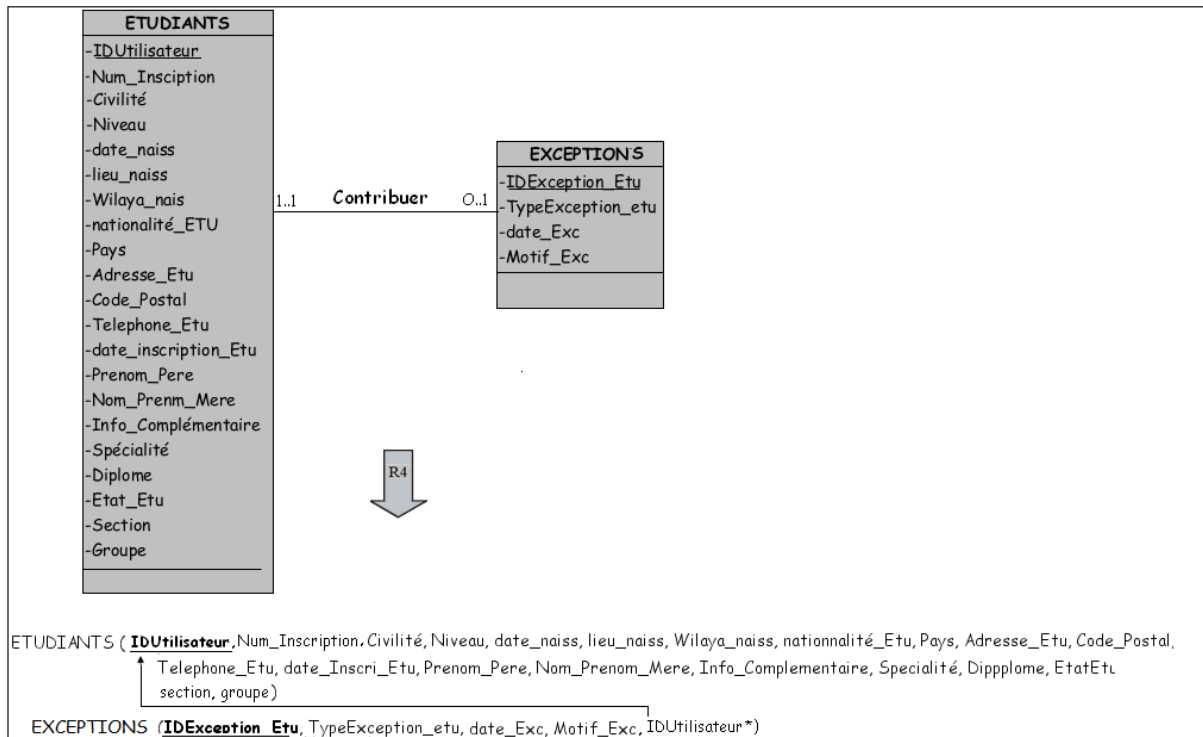 ETUDIANTS
-IDUtilisateur
-Num_Insciption
-Civilité
-Niveau
-date_naiss
-lieu_naiss
-Wilaya_nais
-nationalité_ETU
-Pays
-Adresse_Etu
-Code_Postal
-Telephone_Etu
-date_inscription_Etu
-Prenom_Pere
-Nom_Prenm_Mere
-Info_Complémentaire
-Spécialité
-Diplome
-Etat_Etu
-Section
-Groupe
1..1 Contribuer 0..1
EXCEPTIONS
-IDException_Etu
-TypeException_etu
-date_Exc
-Motif_Exc
R4
ETUDIANTS ( IDUtilisateur, Num_Inscription, Civilité, Niveau, date_naiss, lieu_naiss, Wilaya_naiss, nationnalité_Etu, Pays, Adresse_Etu, Code_Postal,
Telephone_Etu, date_Inscri_Etu, Prenom_Pere, Nom_Prenom_Mere, Info_Complementaire, Specialité, Dippplome, EtatEtu
section, groupe)
EXCEPTIONS (IDException_Etu, TypeException_etu, date_Exc, Motif_Exc, IDUtilisateur*)